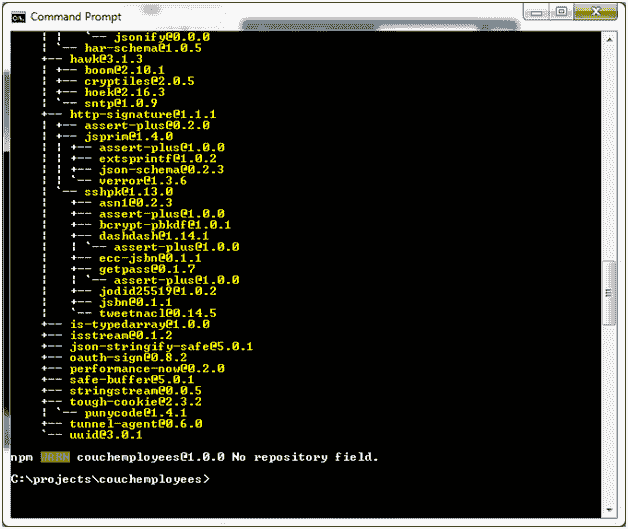 Command Prompt
`-- jsonify@0.0.0
`-- har-schema@1.0.5
+-- hawk@3.1.3
| +-- boom@2.10.1
| +-- cryptiles@2.0.5
| +-- hoek@2.16.3
| `-- sntp@1.0.9
+-- http-signature@1.1.1
| +-- assert-plus@0.2.0
| +-- jsprim@1.4.0
| | +-- assert-plus@1.0.0
| | +-- extsprintf@1.0.2
| | +-- json-schema@0.2.3
| | `-- verror@1.3.6
| `-- sshpk@1.13.0
|   +-- asn1@0.2.3
|   +-- assert-plus@1.0.0
|   +-- bcrypt-pbkdf@1.0.1
|   +-- dashdash@1.14.1
|   | `-- assert-plus@1.0.0
|   +-- ecc-jsbn@0.1.1
|   +-- getpass@0.1.7
|   | `-- assert-plus@1.0.0
|   +-- jodid25519@1.0.2
|   +-- jsbn@0.1.1
|   `-- tweetnacl@0.14.5
+-- is-typedarray@1.0.0
+-- isstream@0.1.2
+-- json-stringify-safe@5.0.1
+-- oauth-sign@0.8.2
+-- performance-now@0.2.0
+-- safe-buffer@5.0.1
+-- stringstream@0.0.5
+-- tough-cookie@2.3.2
| `-- punycode@1.4.1
+-- tunnel-agent@0.6.0
`-- uuid@3.0.1
npm WARN couchemployees@1.0.0 No repository field.
C:\projects\couchemployees>